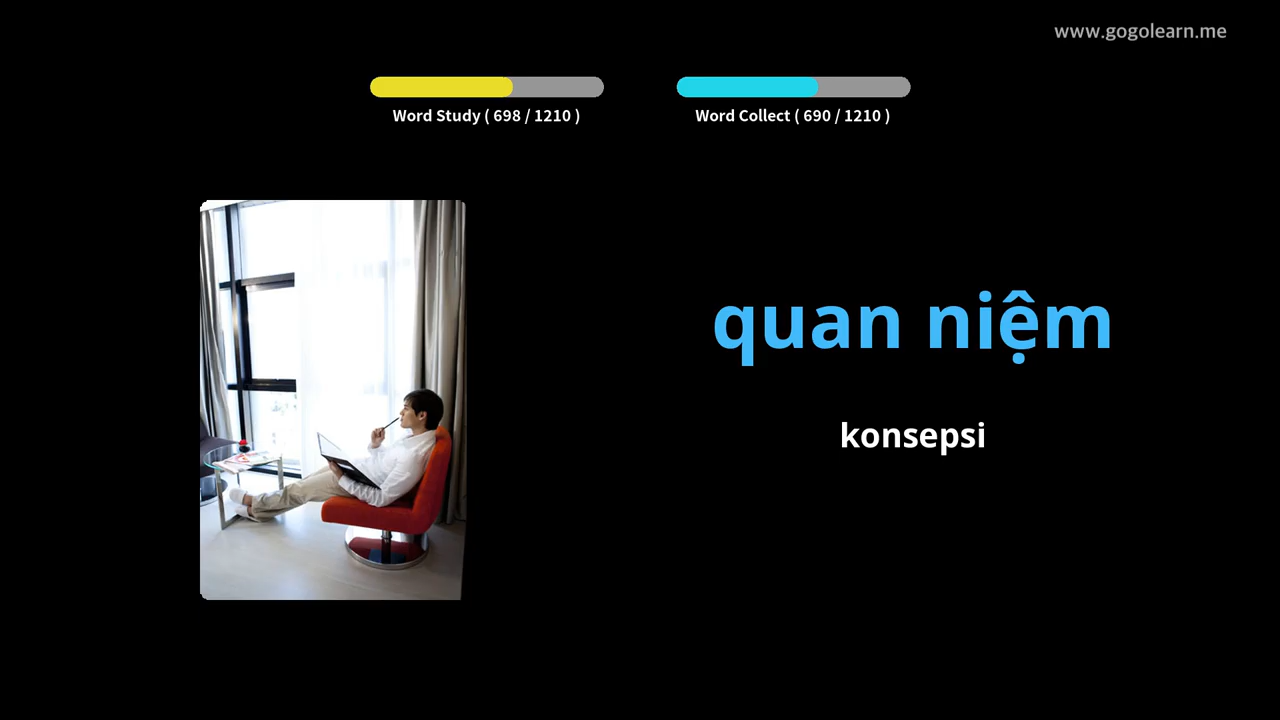 www.gogolearn.me
Word Study ( 698 / 1210 )
Word Collect ( 690 / 1210 )
quan niệm
konsepsi